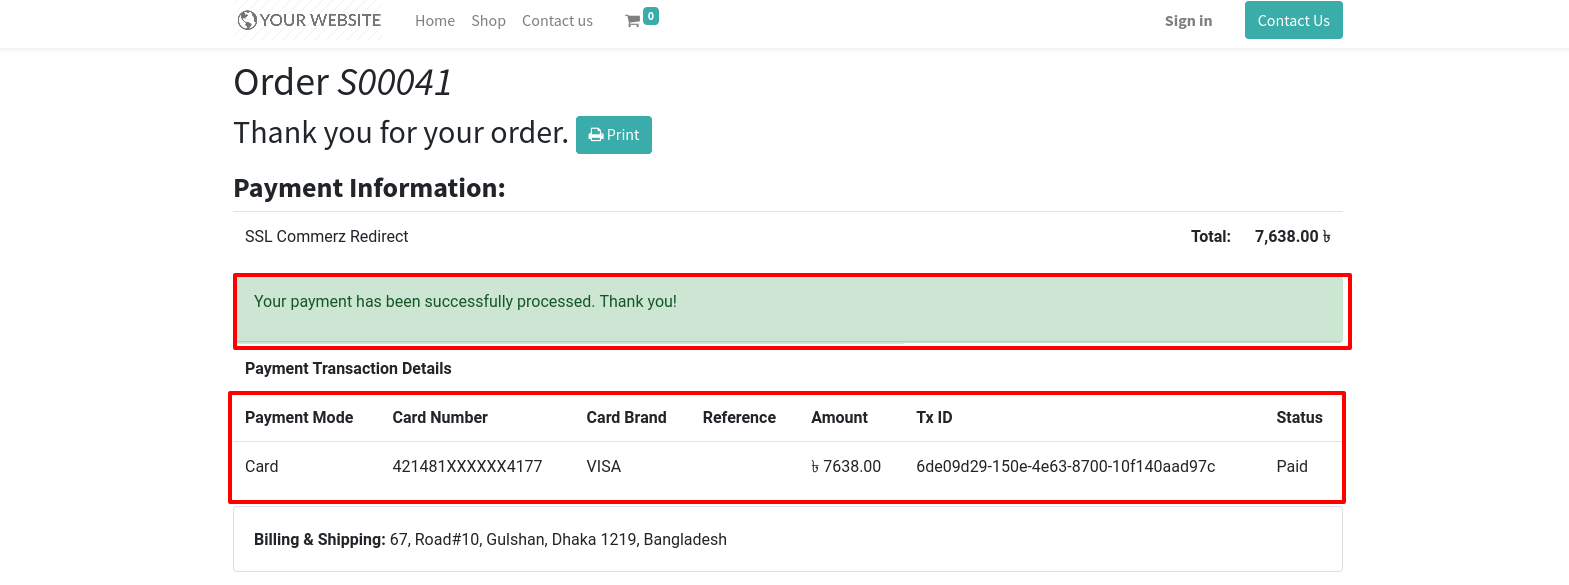 YOUR WEBSITE Home Shop Contact us 0 Sign in Contact Us
Order S00041
Thank you for your order. Print
Payment Information:
SSL Commerz Redirect Total: 7,638.00 ৳
Your payment has been successfully processed. Thank you!
Payment Transaction Details
Payment Mode Card Number Card Brand Reference Amount Tx ID Status
Card 421481XXXXXX4177 VISA ৳ 7638.00 6de09d29-150e-4e63-8700-10f140aad97c Paid
Billing & Shipping: 67, Road#10, Gulshan, Dhaka 1219, Bangladesh